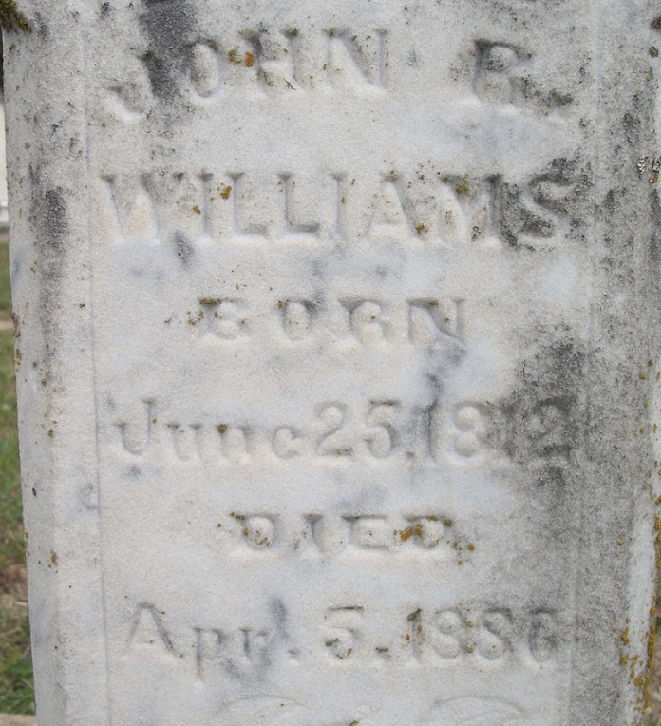 JOHN R.
WILLIAMS
BORN
June 25, 1812
DIED
Apr. 5, 1886